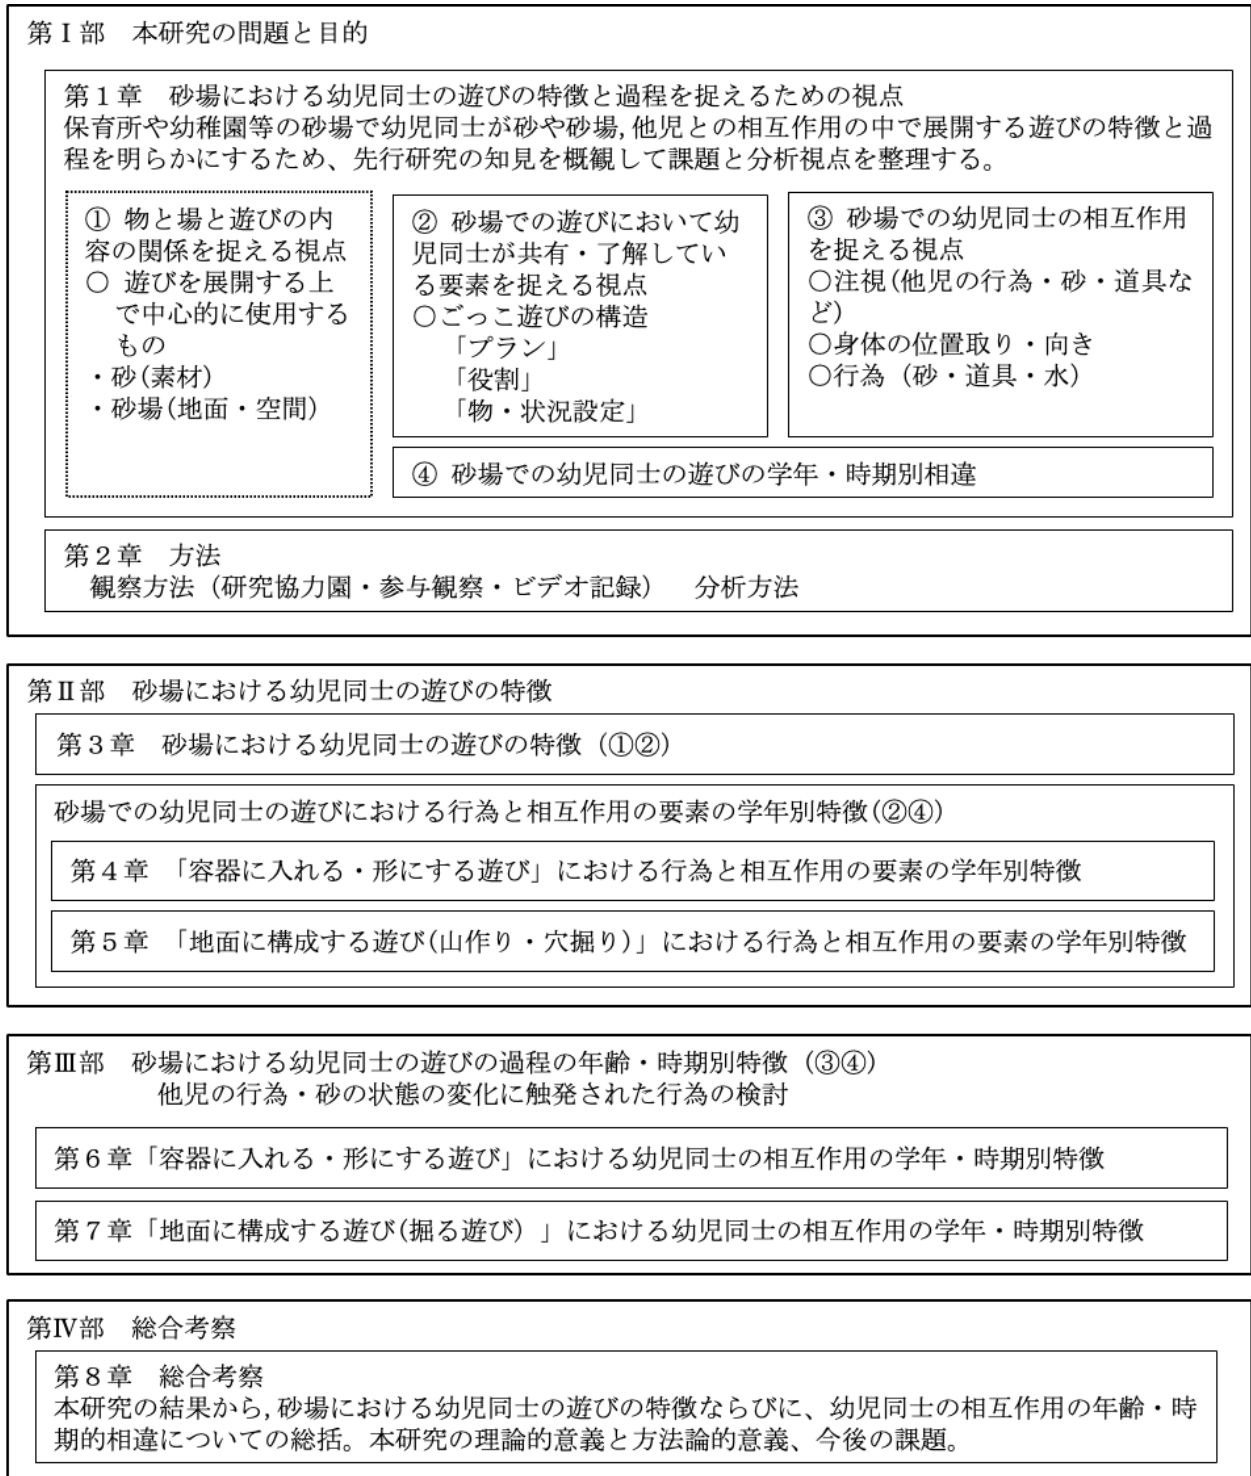 第Ⅰ部　本研究の問題と目的
第１章　砂場における幼児同士の遊びの特徴と過程を捉えるための視点
保育所や幼稚園等の砂場で幼児同士が砂や砂場,他児との相互作用の中で展開する遊びの特徴と過
程を明らかにするため、先行研究の知見を概観して課題と分析視点を整理する。
① 物と場と遊びの内
容の関係を捉える視点
○ 遊びを展開する上
で中心的に使用する
もの
・砂(素材)
・砂場(地面・空間)
② 砂場での遊びにおいて幼
児同士が共有・了解してい
る要素を捉える視点
○ごっこ遊びの構造
「プラン」
「役割」
「物・状況設定」
③ 砂場での幼児同士の相互作用
を捉える視点
○注視(他児の行為・砂・道具な
ど)
○身体の位置取り・向き
○行為（砂・道具・水）
④ 砂場での幼児同士の遊びの学年・時期別相違
第２章　方法
観察方法（研究協力園・参与観察・ビデオ記録）　分析方法
第Ⅱ部　砂場における幼児同士の遊びの特徴
第３章　砂場における幼児同士の遊びの特徴（①②）
砂場での幼児同士の遊びにおける行為と相互作用の要素の学年別特徴(②④)
第４章　「容器に入れる・形にする遊び」における行為と相互作用の要素の学年別特徴
第５章　「地面に構成する遊び(山作り・穴掘り)」における行為と相互作用の要素の学年別特徴
第Ⅲ部　砂場における幼児同士の遊びの過程の年齢・時期別特徴（③④）
他児の行為・砂の状態の変化に触発された行為の検討
第６章「容器に入れる・形にする遊び」における幼児同士の相互作用の学年・時期別特徴
第７章「地面に構成する遊び(掘る遊び）」における幼児同士の相互作用の学年・時期別特徴
第Ⅳ部　総合考察
第８章　総合考察
本研究の結果から,砂場における幼児同士の遊びの特徴ならびに、幼児同士の相互作用の年齢・時
期的相違についての総括。本研究の理論的意義と方法論的意義、今後の課題。